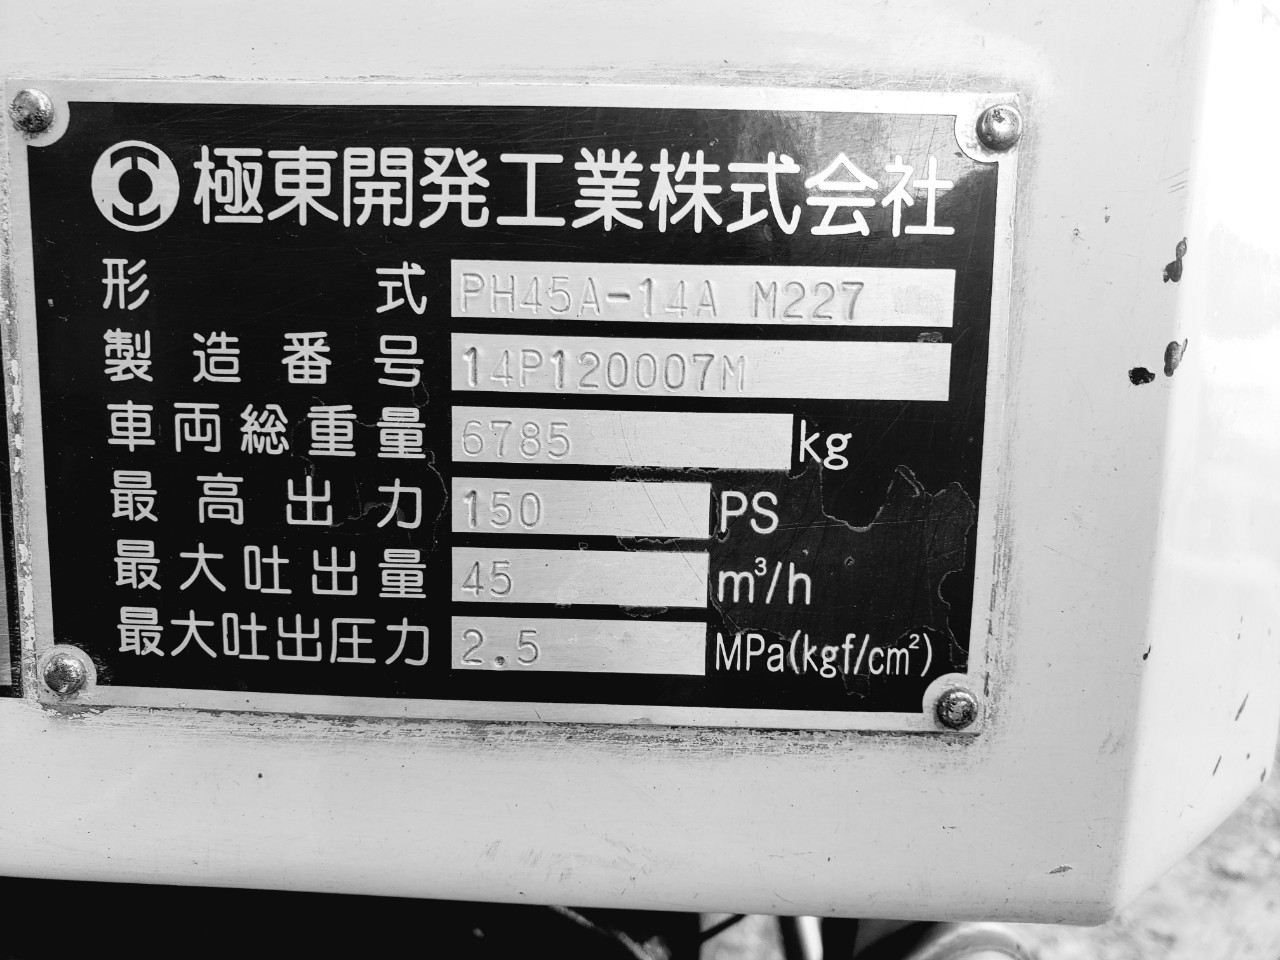 極東開発工業株式会社
形式 PH45A-14A M227
製造番号 14P120007M
車両総重量 6785 kg
最高出力 150 PS
最大吐出量 45 m³/h
最大吐出圧力 2.5 MPa(kgf/cm²)